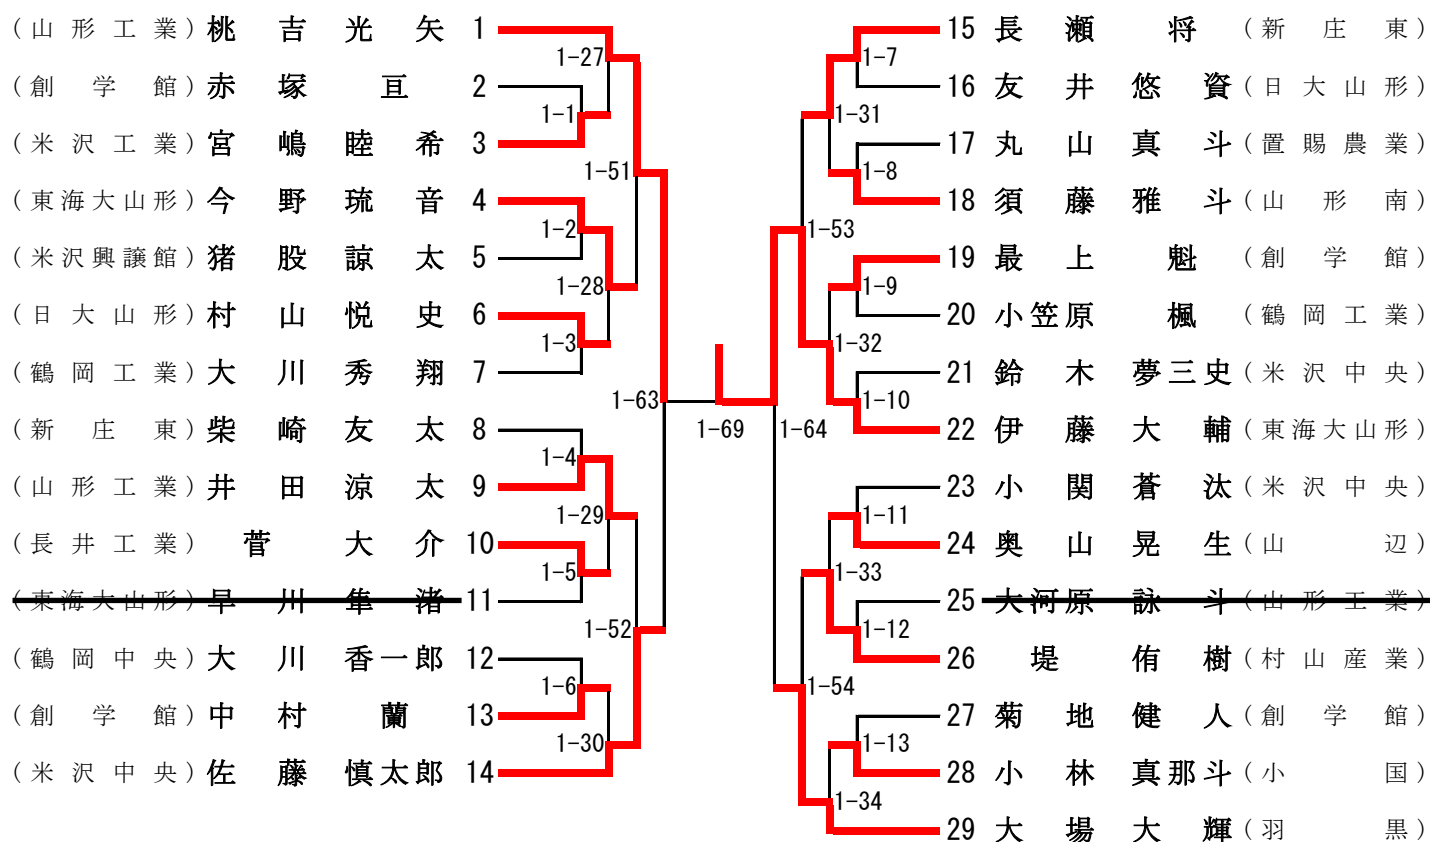 (山形工業) 桃吉光矢 1
1-27
(創学館) 赤塚亘 2
1-1
(米沢工業) 宮嶋睦希 3
1-51
(東海大山形) 今野琉音 4
1-2
(米沢興譲館) 猪股諒太 5
1-28
(日大山形) 村山悦史 6
1-3
(鶴岡工業) 大川秀翔 7
1-63
(新庄東) 柴崎友太 8
1-4
(山形工業) 井田涼太 9
1-29
(長井工業) 菅大介 10
1-5
(東海大山形) 早川隼渚 11
1-52
(鶴岡中央) 大川香一郎 12
1-6
(創学館) 中村蘭 13
1-30
(米沢中央) 佐藤慎太郎 14
1-69
15 長瀬将 (新庄東)
1-7
16 友井悠資 (日大山形)
1-31
17 丸山真斗 (置賜農業)
1-8
18 須藤雅斗 (山形南)
1-53
19 最上魁 (創学館)
1-9
20 小笠原楓 (鶴岡工業)
1-32
21 鈴木夢三史 (米沢中央)
1-10
22 伊藤大輔 (東海大山形)
1-64
23 小関蒼汰 (米沢中央)
1-11
24 奥山晃生 (山辺)
1-33
25 大河原詠斗 (山形工業)
1-12
26 堤侑樹 (村山産業)
1-54
27 菊地健人 (創学館)
1-13
28 小林真那斗 (小国)
1-34
29 大場大輝 (羽黒)